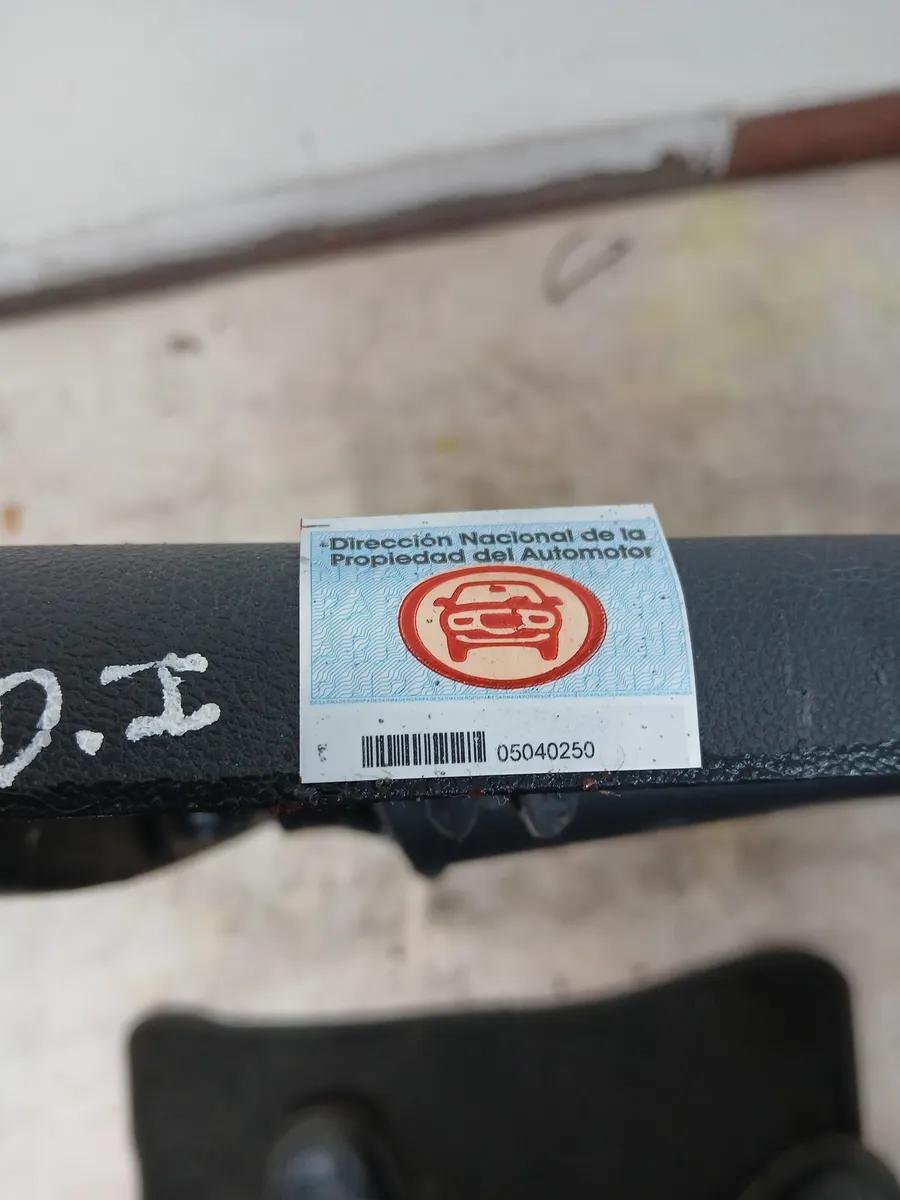 Dirección Nacional de la
Propiedad del Automotor
D.I
05040250